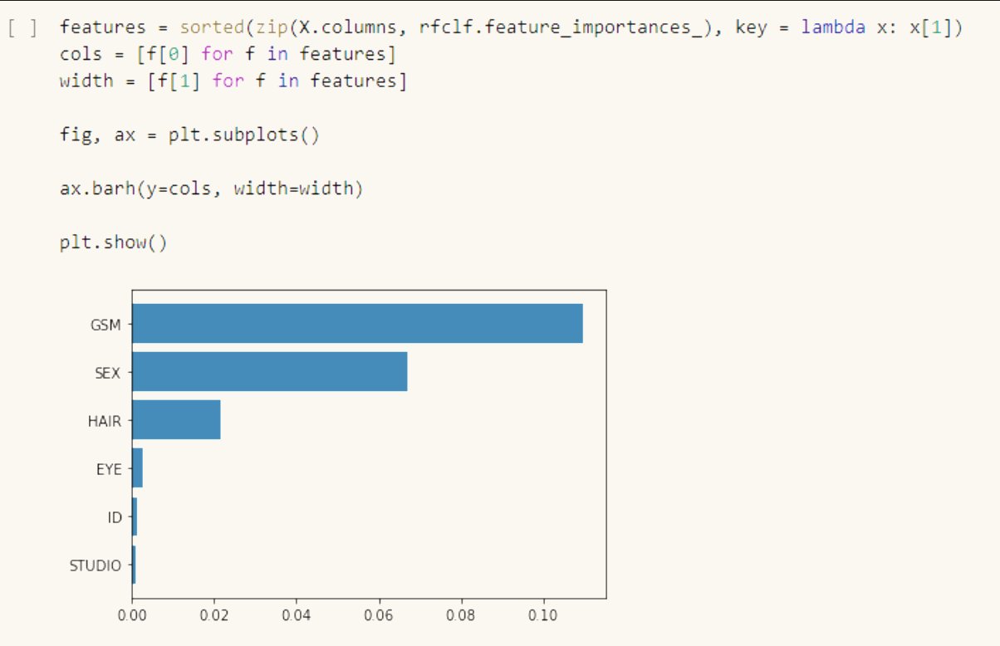 [ ] features = sorted(zip(X.columns, rfclf.feature_importances_), key = lambda x: x[1])
cols = [f[0] for f in features]
width = [f[1] for f in features]
fig, ax = plt.subplots()
ax.barh(y=cols, width=width)
plt.show()
GSM
SEX
HAIR
EYE
ID
STUDIO
0.00 0.02 0.04 0.06 0.08 0.10